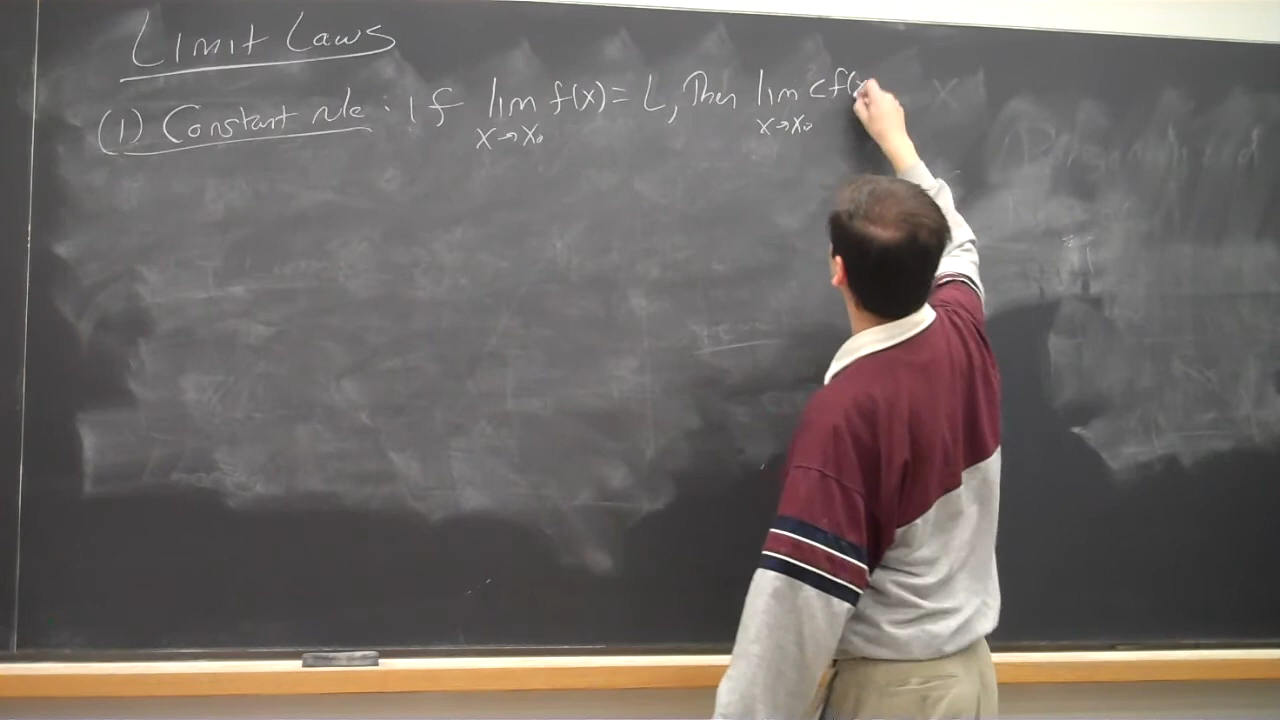 Limit Laws
(1) Constant rule : If lim f(x) = L, Then lim cf(x
x→x₀ x→x₀